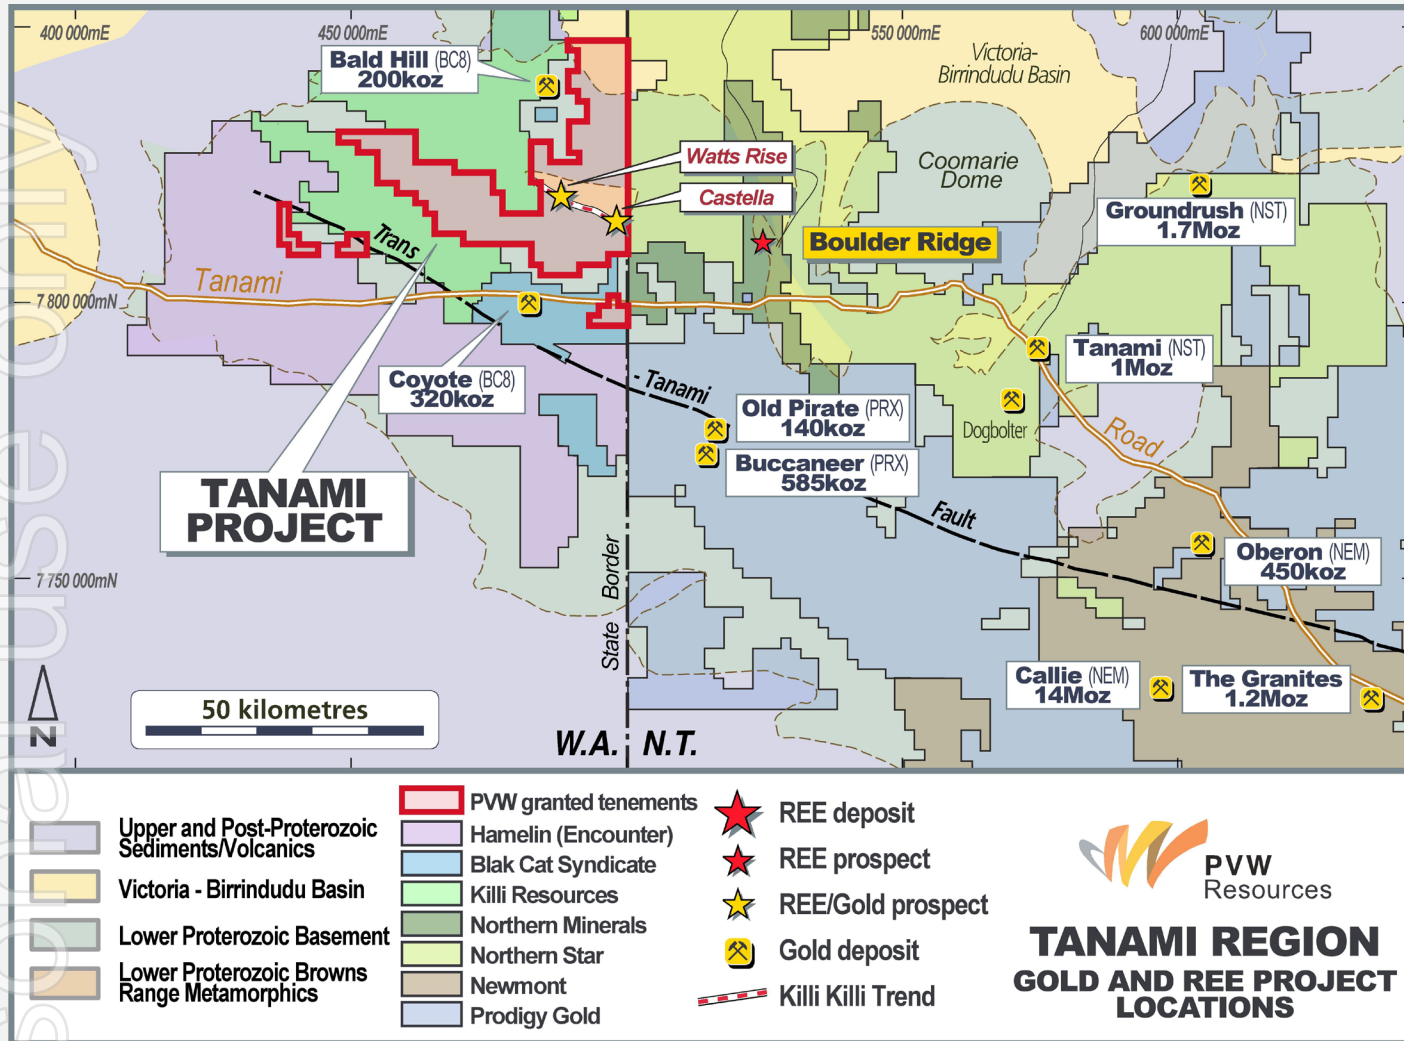 400 000mE
450 000mE
550 000mE
600 000mE
Bald Hill (BC8)
200koz
Victoria-
Birrindudu Basin
Watts Rise
Castella
Coomarie
Dome
Groundrush (NST)
1.7Moz
Boulder Ridge
Trans
Tanami
7 800 000mN
Tanami (NST)
1Moz
Coyote (BC8)
320koz
- Tanami
Old Pirate (PRX)
140koz
Dogbolter
Road
Buccaneer (PRX)
585koz
TANAMI
PROJECT
Fault
Oberon (NEM)
450koz
7 750 000mN
State Border
Callie (NEM)
14Moz
The Granites
1.2Moz
N
50 kilometres
W.A. N.T.
Upper and Post-Proterozoic
Sediments/Volcanics
Victoria - Birrindudu Basin
Lower Proterozoic Basement
Lower Proterozoic Browns
Range Metamorphics
PVW granted tenements
Hamelin (Encounter)
Blak Cat Syndicate
Killi Resources
Northern Minerals
Northern Star
Newmont
Prodigy Gold
REE deposit
REE prospect
REE/Gold prospect
Gold deposit
Killi Killi Trend
PVW
Resources
TANAMI REGION
GOLD AND REE PROJECT
LOCATIONS
sonal use only